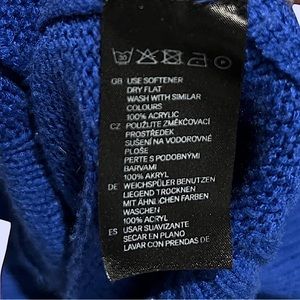 30
GB USE SOFTENER
DRY FLAT
WASH WITH SIMILAR
COLOURS
100% ACRYLIC
CZ POUŽIJTE ZMĚKČOVACÍ
PROSTŘEDEK
SUŠENÍ NA VODOROVNÉ
PLOŠE
PERTE S PODOBNÝMI
BARVAMI
100% AKRYL
DE WEICHSPÜLER BENUTZEN
LIEGEND TROCKNEN
MIT ÄHNLICHEN FARBEN
WASCHEN
100% ACRYL
ES USAR SUAVIZANTE
SECAR EN PLANO
LAVAR CON PRENDAS DE